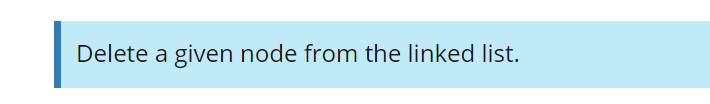 Delete a given node from the linked list.